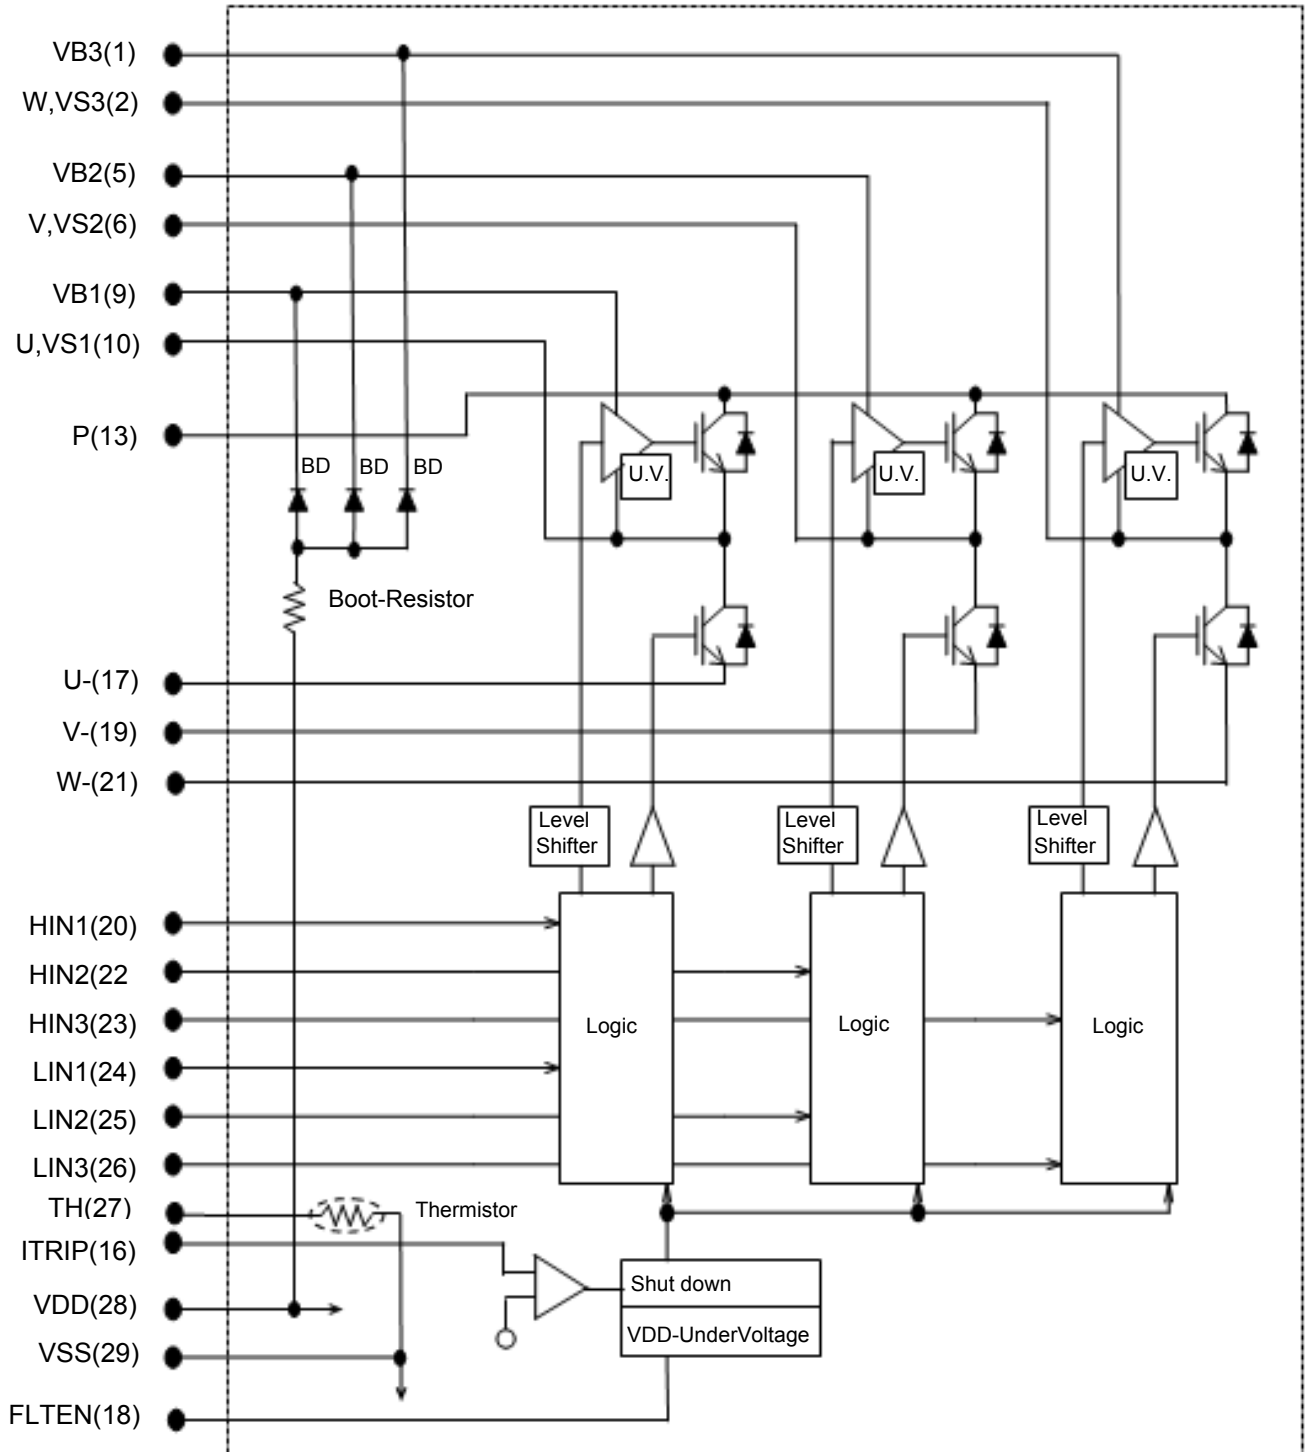 VB3(1)
W,VS3(2)
VB2(5)
V,VS2(6)
VB1(9)
U,VS1(10)
P(13)
BD
BD
BD
U.V.
U.V.
U.V.
Boot-Resistor
U-(17)
V-(19)
W-(21)
Level
Shifter
Level
Shifter
Level
Shifter
HIN1(20)
HIN2(22
HIN3(23)
LIN1(24)
LIN2(25)
LIN3(26)
Logic
Logic
Logic
TH(27)
Thermistor
ITRIP(16)
Shut down
VDD(28)
VDD-UnderVoltage
VSS(29)
FLTEN(18)